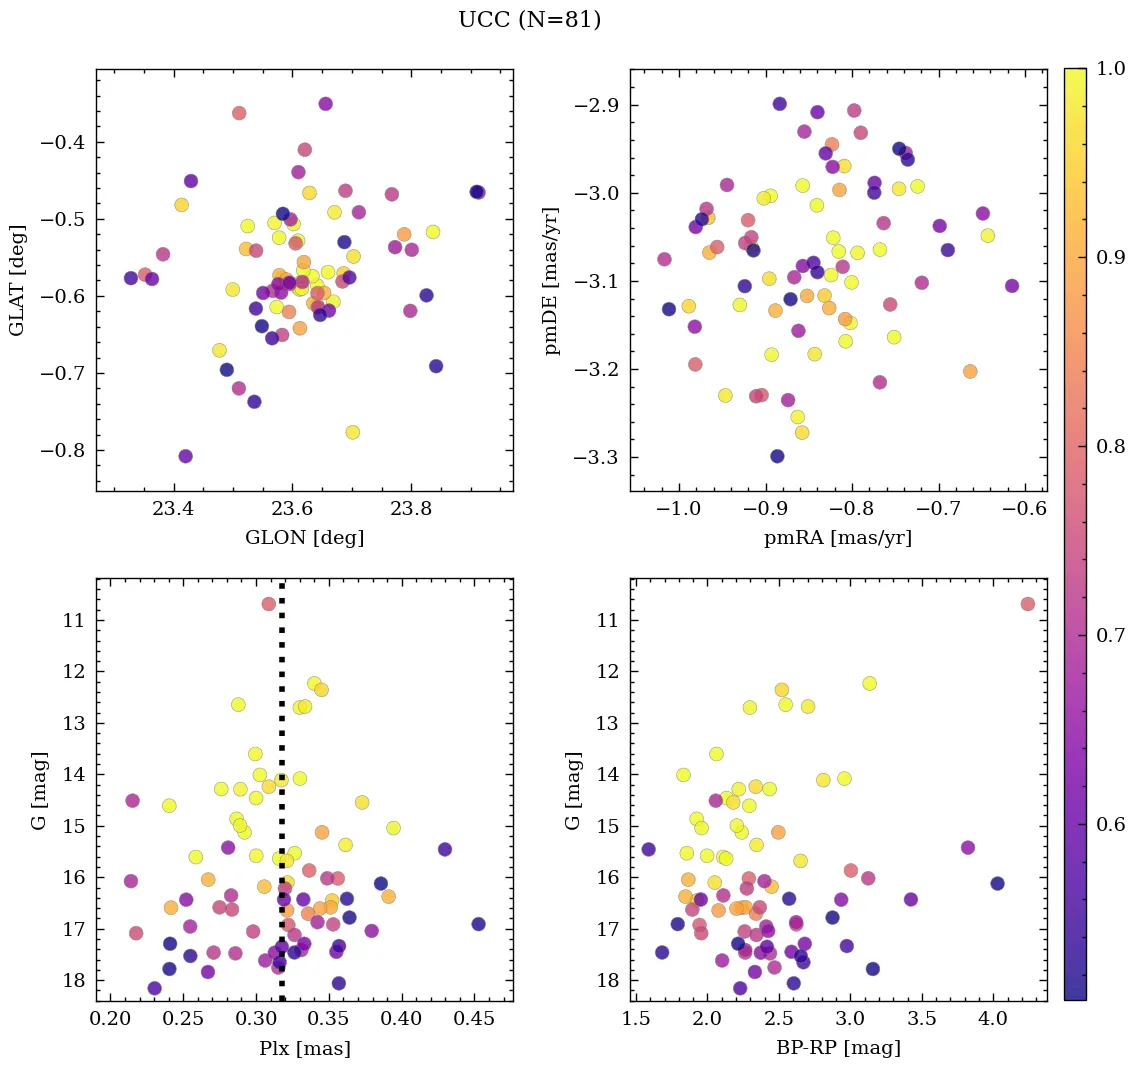 UCC (N=81)
−0.4
−0.5
−0.6
−0.7
−0.8
GLAT [deg]
23.4 23.6 23.8
GLON [deg]
−2.9
−3.0
−3.1
−3.2
−3.3
pmDE [mas/yr]
−1.0 −0.9 −0.8 −0.7 −0.6
pmRA [mas/yr]
1.0
0.9
0.8
0.7
0.6
11
12
13
14
15
16
17
18
G [mag]
0.20 0.25 0.30 0.35 0.40 0.45
Plx [mas]
11
12
13
14
15
16
17
18
G [mag]
1.5 2.0 2.5 3.0 3.5 4.0
BP-RP [mag]